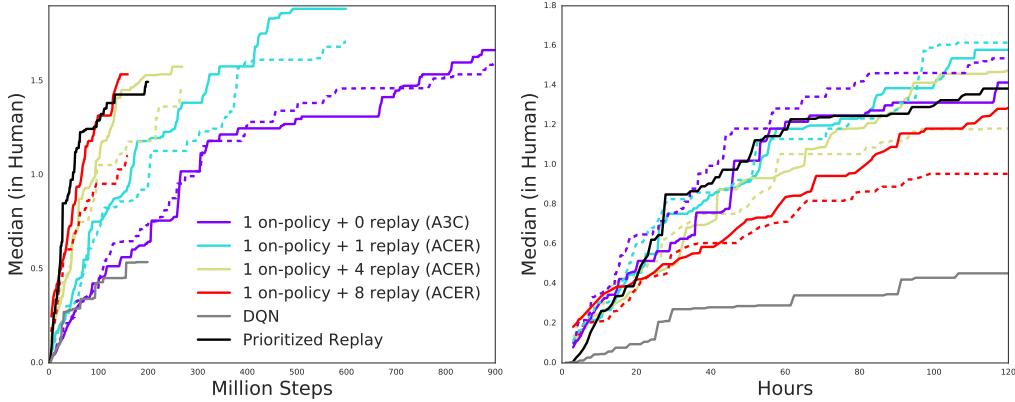 Median (in Human)
1.5
1.0
0.5
0.0
1 on-policy + 0 replay (A3C)
1 on-policy + 1 replay (ACER)
1 on-policy + 4 replay (ACER)
1 on-policy + 8 replay (ACER)
DQN
Prioritized Replay
0 100 200 300 400 500 600 700 800 900
Million Steps
Median (in Human)
1.8
1.6
1.4
1.2
1.0
0.8
0.6
0.4
0.2
0.0
0 20 40 60 80 100 120
Hours